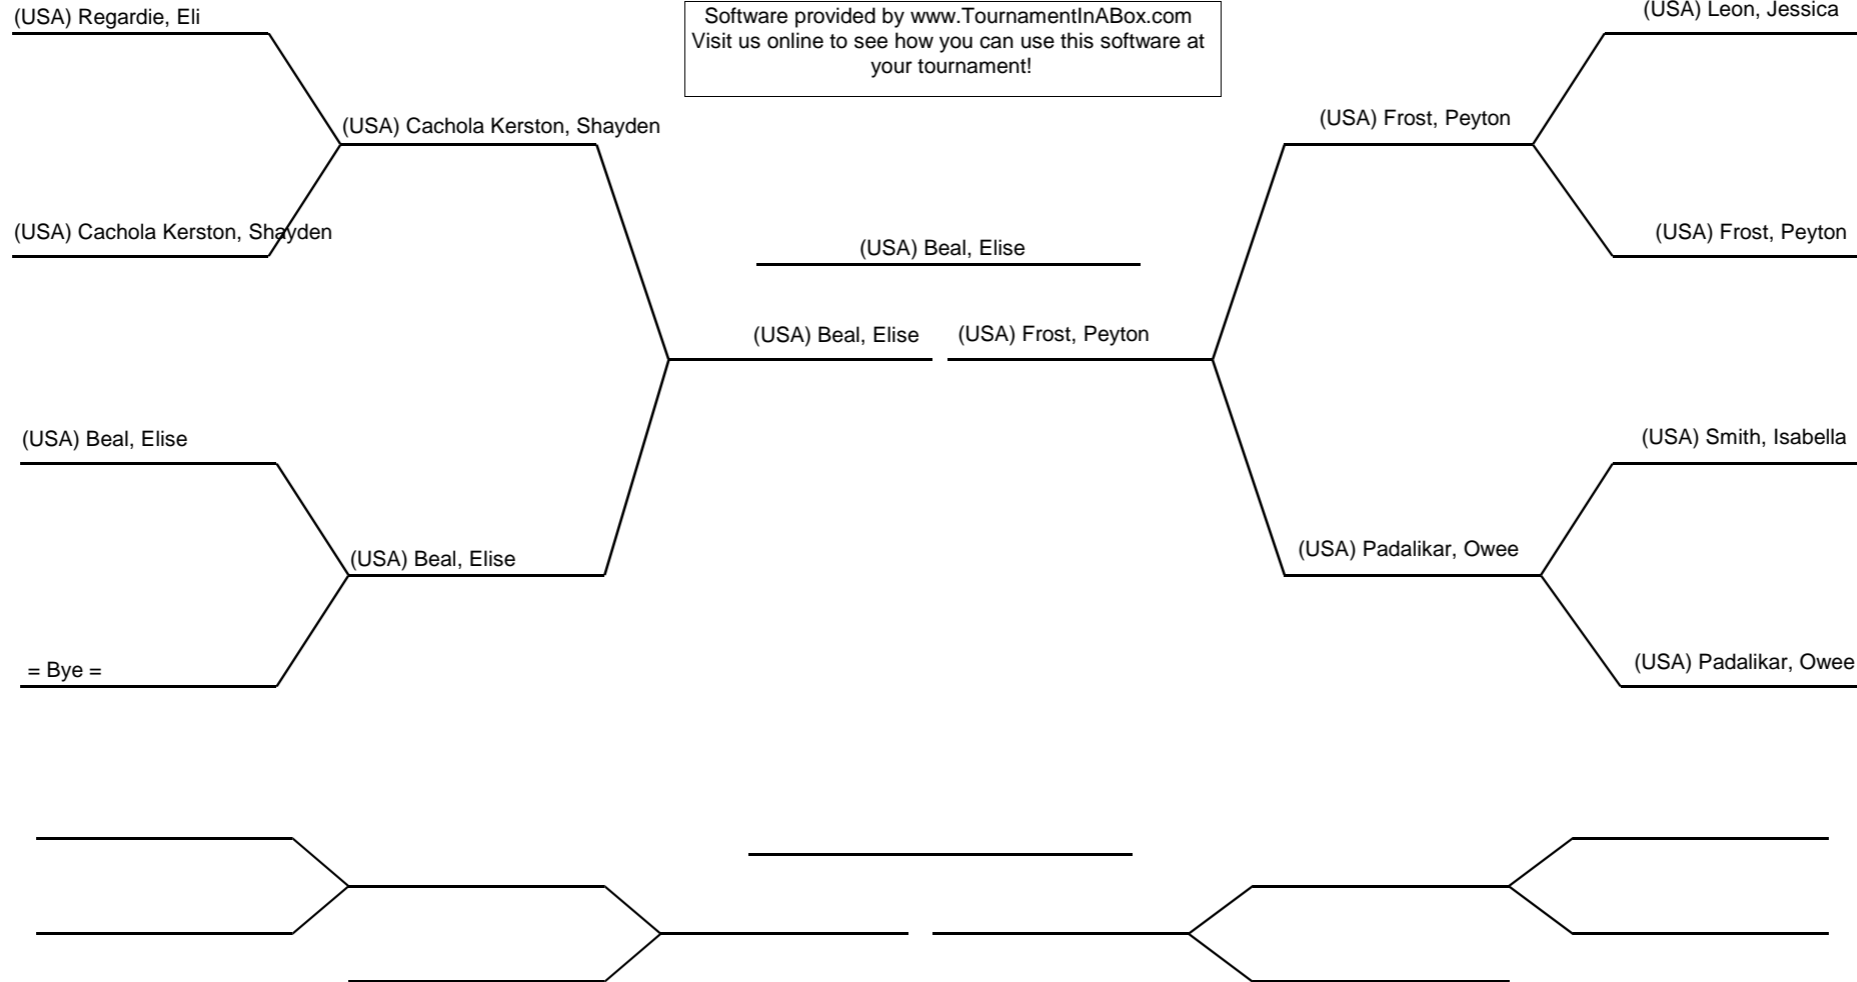 (USA) Regardie, Eli
Software provided by www.TournamentInABox.com
Visit us online to see how you can use this software at
your tournament!
(USA) Leon, Jessica
(USA) Cachola Kerston, Shayden
(USA) Frost, Peyton
(USA) Cachola Kerston, Shayden
(USA) Beal, Elise
(USA) Frost, Peyton
(USA) Beal, Elise
(USA) Frost, Peyton
(USA) Beal, Elise
(USA) Smith, Isabella
(USA) Beal, Elise
(USA) Padalikar, Owee
= Bye =
(USA) Padalikar, Owee